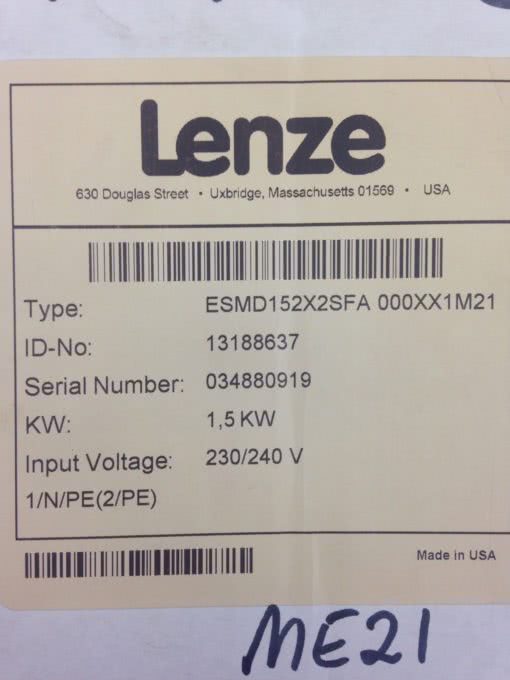 Lenze
630 Douglas Street • Uxbridge, Massachusetts 01569 • USA
Type: ESMD152X2SFA 000XX1M21
ID-No: 13188637
Serial Number: 034880919
KW: 1,5 KW
Input Voltage: 230/240 V
1/N/PE(2/PE)
Made in USA
ME21